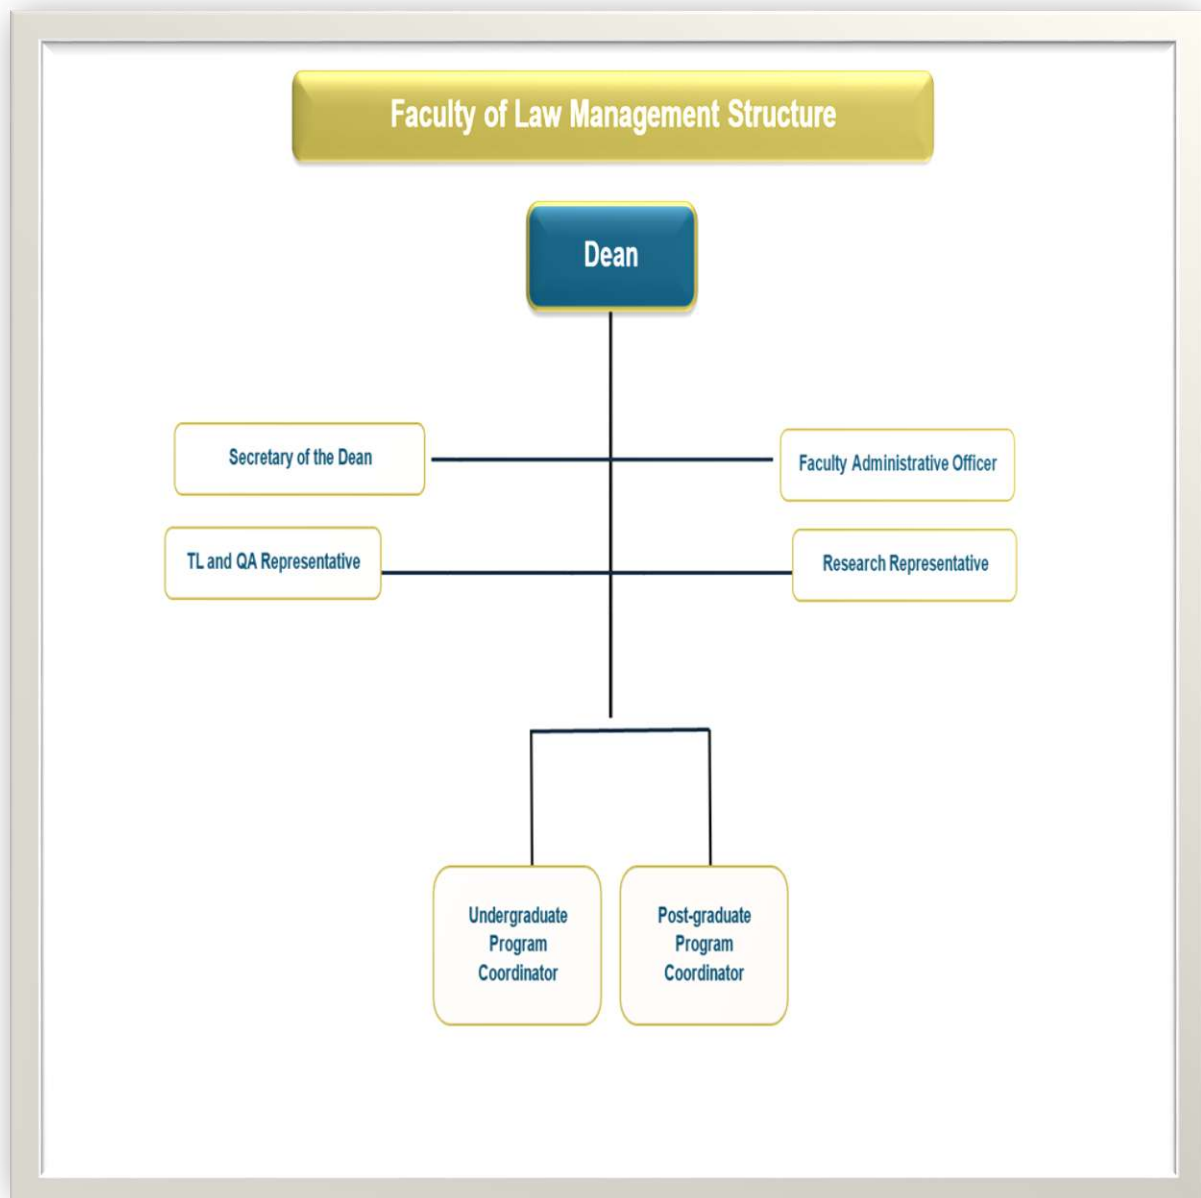 Faculty of Law Management Structure
Dean
Secretary of the Dean
Faculty Administrative Officer
TL and QA Representative
Research Representative
Undergraduate
Program
Coordinator
Post-graduate
Program
Coordinator